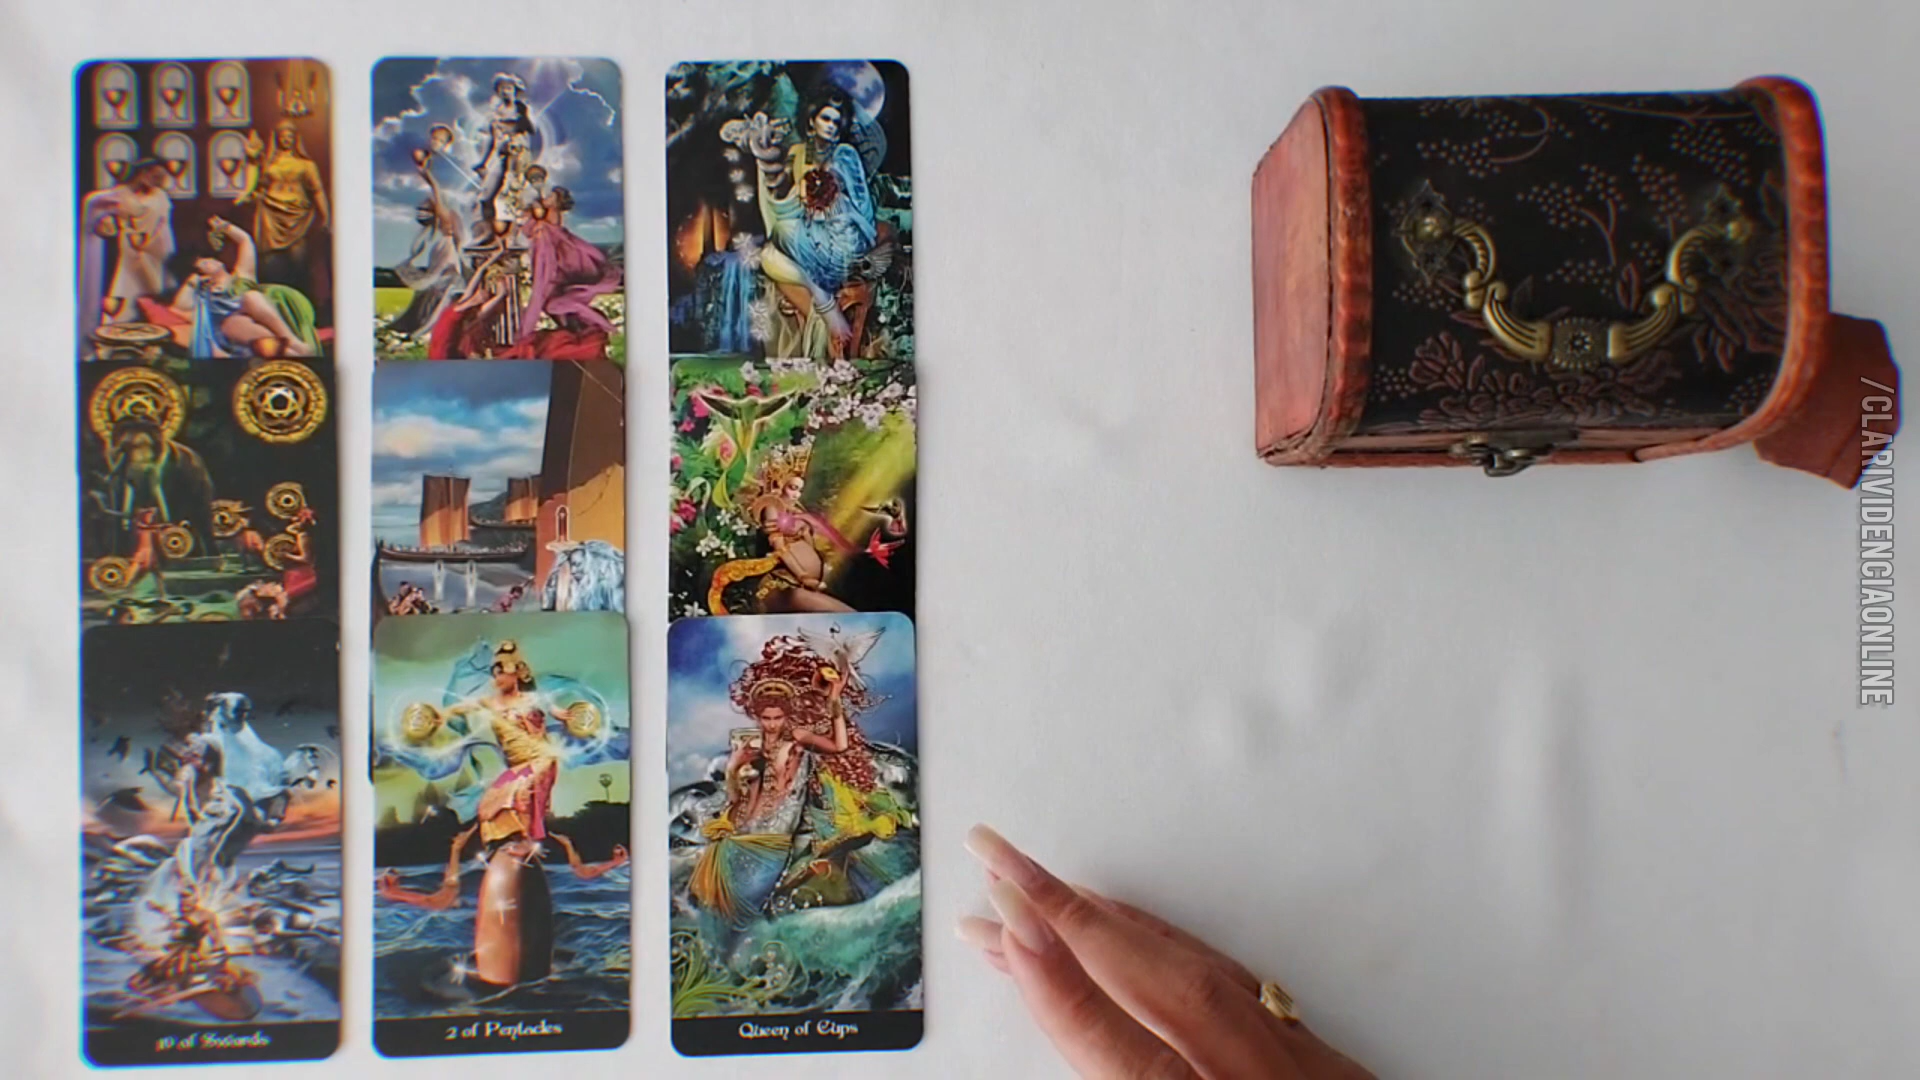 10 of Swords
2 of Pentacles
Queen of Cups
/CLARIVIDENCIAONLINE